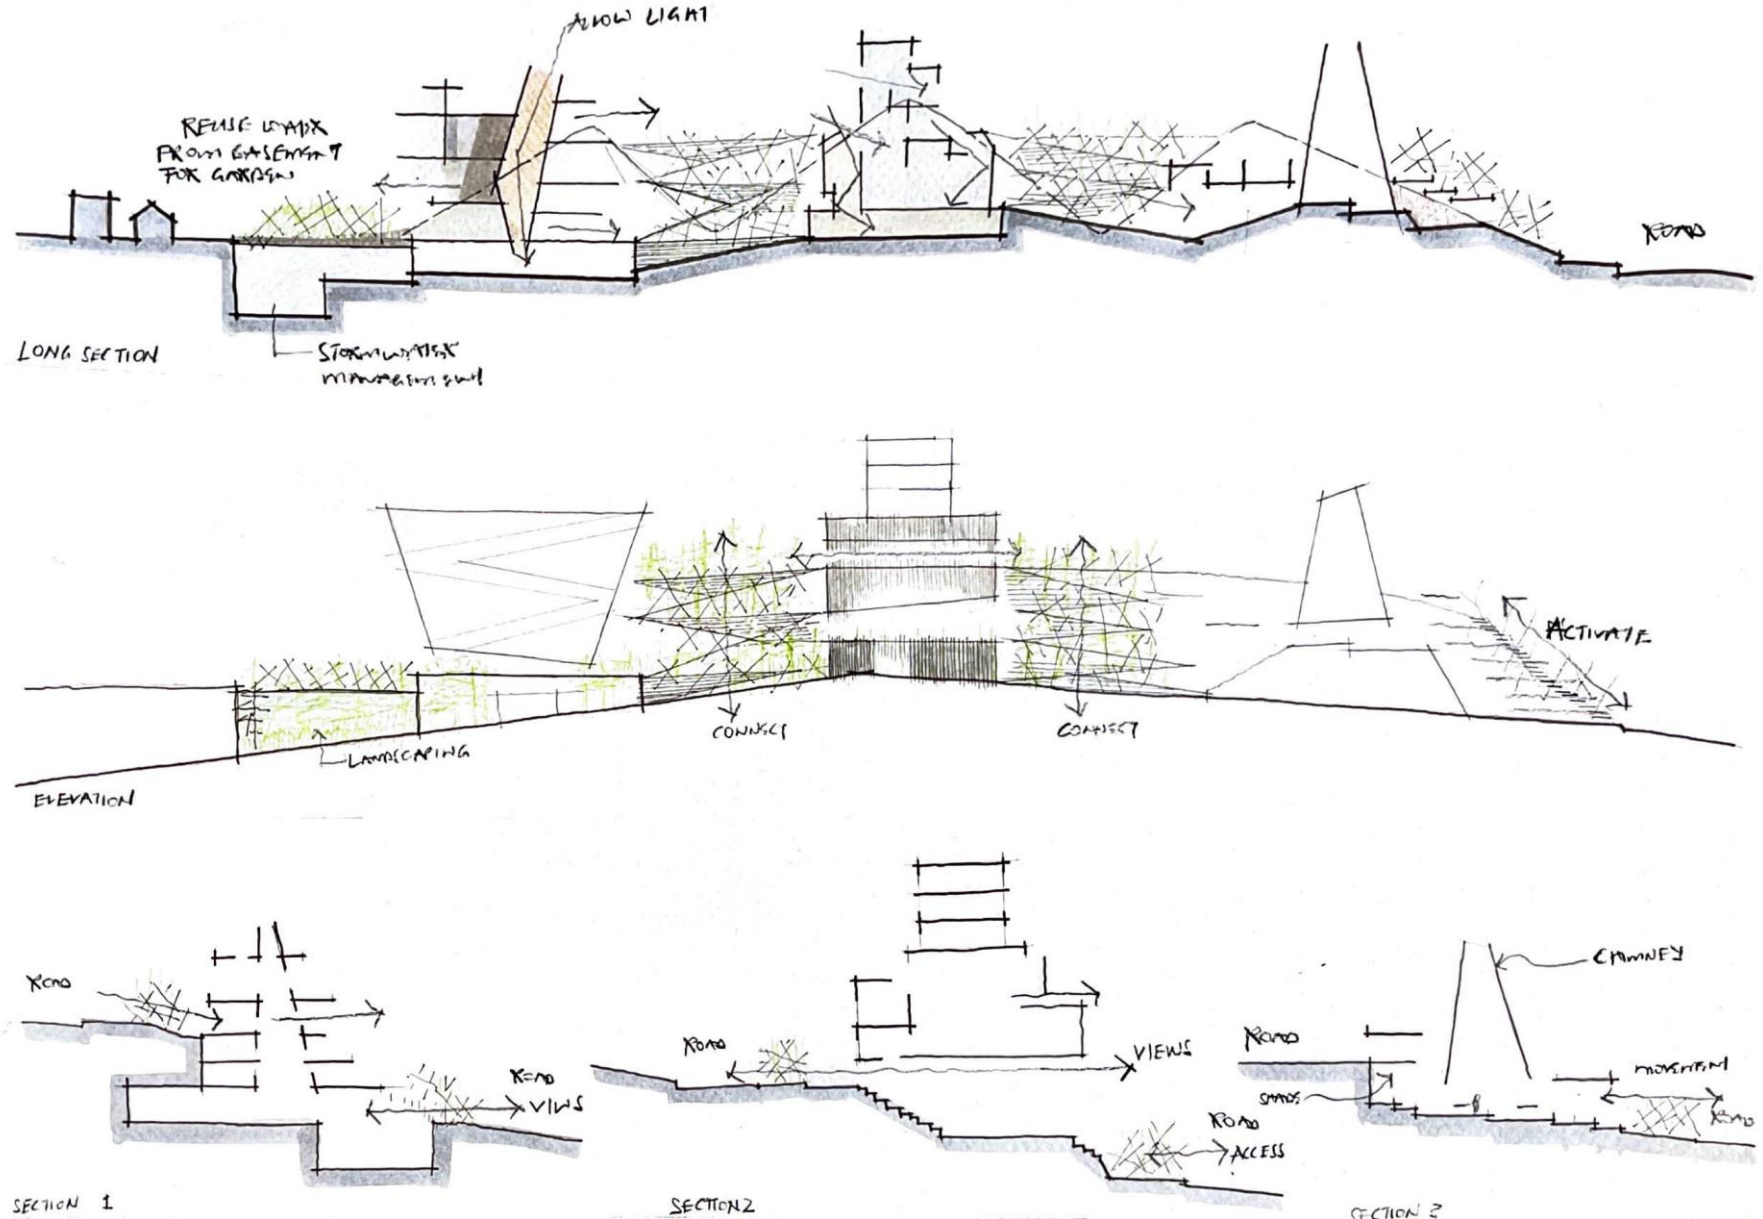 ALLOW LIGHT
REUSE WATER
FROM BASEMENT
FOR GARDEN
ROAD
LONG SECTION
STORMWATER
MANAGEMENT
ACTIVATE
CONNECT
CONNECT
LANDSCAPING
ELEVATION
CHIMNEY
ROAD
ROAD
VIEWS
ROAD
VIEWS
ROAD
ACCESS
ROAD
MOVEMENT
SHADE
ROAD
SECTION 1
SECTION 2
SECTION 3